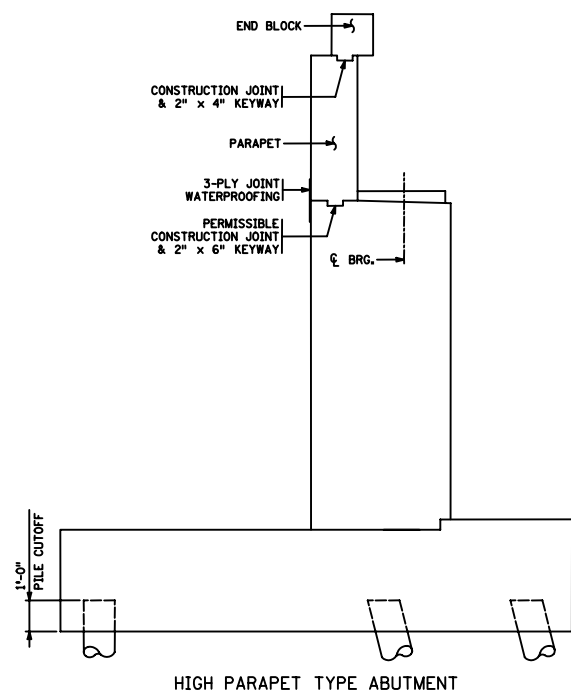 END BLOCK
CONSTRUCTION JOINT
& 2" x 4" KEYWAY
PARAPET
3-PLY JOINT
WATERPROOFING
PERMISSIBLE
CONSTRUCTION JOINT
& 2" x 6" KEYWAY
℄ BRG.
1'-0"
PILE CUTOFF
HIGH PARAPET TYPE ABUTMENT